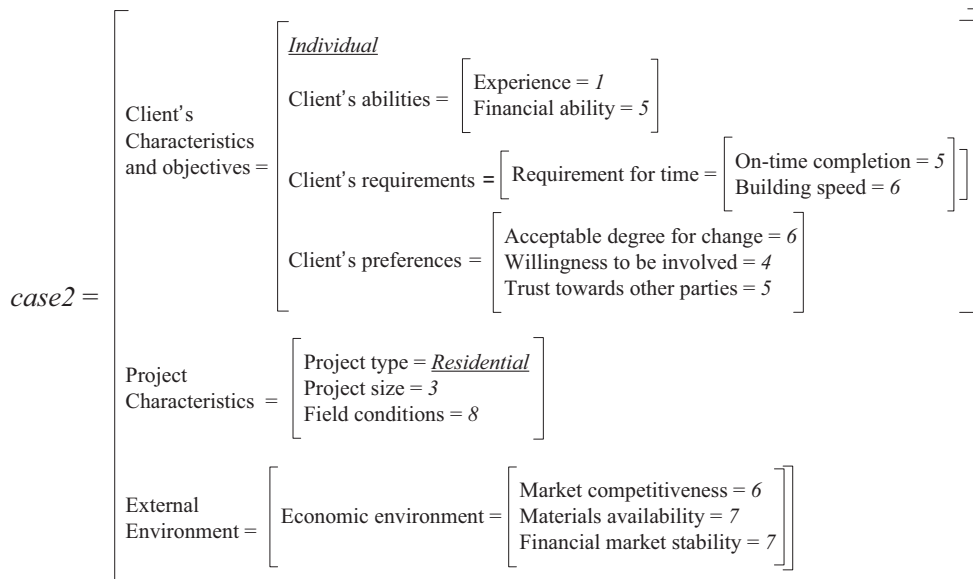 case2 =
Client's
Characteristics
and objectives =
Individual
Client's abilities =
Experience = 1
Financial ability = 5
Client's requirements =
Requirement for time =
On-time completion = 5
Building speed = 6
Client's preferences =
Acceptable degree for change = 6
Willingness to be involved = 4
Trust towards other parties = 5
Project
Characteristics =
Project type = Residential
Project size = 3
Field conditions = 8
External
Environment =
Economic environment =
Market competitiveness = 6
Materials availability = 7
Financial market stability = 7